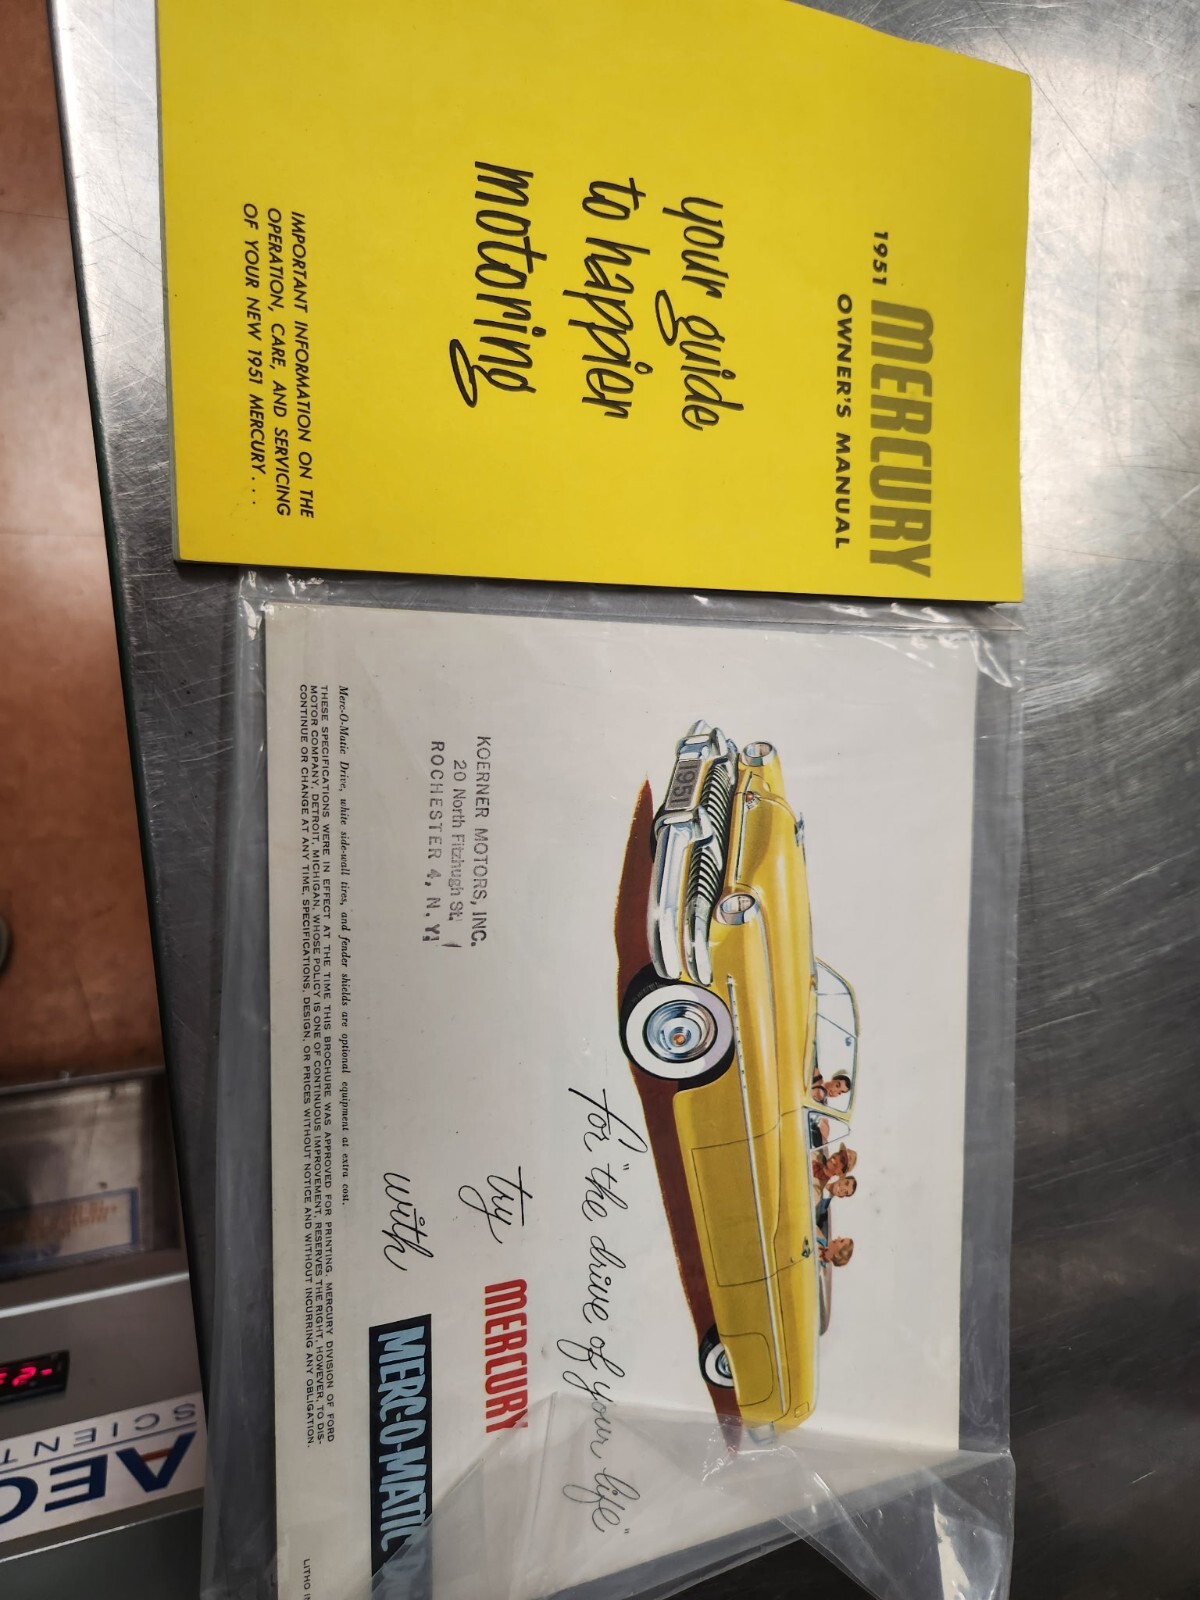 1951 MERCURY
OWNER'S MANUAL
your guide
to happier
motoring
IMPORTANT INFORMATION ON THE
OPERATION, CARE, AND SERVICING
OF YOUR NEW 1951 MERCURY...
1951
for "the drive of your life"
try MERCURY
with MERC-O-MATIC
KOERNER MOTORS, INC.
20 North Fitzhugh St.
ROCHESTER 4, N. Y.
Merc-O-Matic Drive, white side-wall tires, and fender shields are optional equipment at extra cost.
THESE SPECIFICATIONS WERE IN EFFECT AT THE TIME THIS BROCHURE WAS APPROVED FOR PRINTING. MERCURY DIVISION OF FORD
MOTOR COMPANY, DETROIT, MICHIGAN, WHOSE POLICY IS ONE OF CONTINUOUS IMPROVEMENT, RESERVES THE RIGHT, HOWEVER, TO DIS-
CONTINUE OR CHANGE AT ANY TIME, SPECIFICATIONS, DESIGN, OR PRICES WITHOUT NOTICE AND WITHOUT INCURRING ANY OBLIGATION.
LITHO